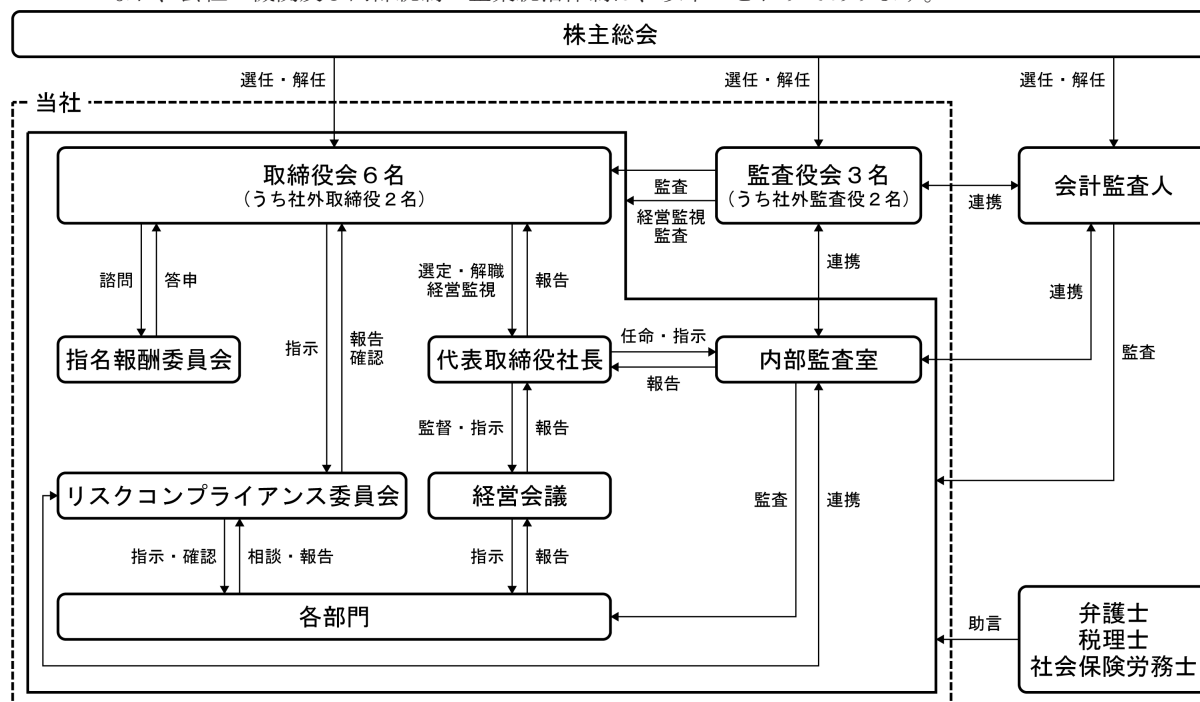 株主総会
選任・解任
選任・解任
選任・解任
当社
取締役会６名
（うち社外取締役２名）
監査
経営監視
監査
監査役会３名
（うち社外監査役２名）
連携
会計監査人
諮問
答申
指示
報告
確認
選定・解職
経営監視
報告
連携
連携
監査
指名報酬委員会
代表取締役社長
任命・指示
報告
内部監査室
監督・指示
報告
リスクコンプライアンス委員会
経営会議
監査
連携
指示・確認
相談・報告
指示
報告
各部門
助言
弁護士
税理士
社会保険労務士